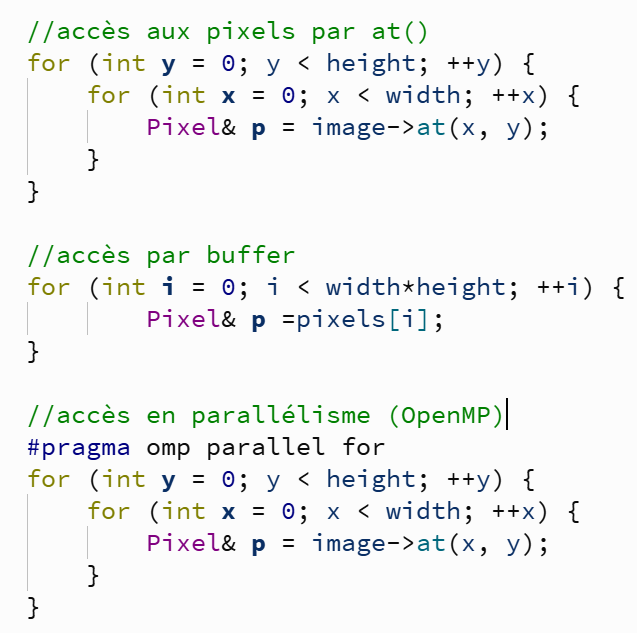 //accès aux pixels par at()
for (int y = 0; y < height; ++y) {
    for (int x = 0; x < width; ++x) {
        Pixel& p = image->at(x, y);
    }
}

//accès par buffer
for (int i = 0; i < width*height; ++i) {
        Pixel& p =pixels[i];
}

//accès en parallélisme (OpenMP)
#pragma omp parallel for
for (int y = 0; y < height; ++y) {
    for (int x = 0; x < width; ++x) {
        Pixel& p = image->at(x, y);
    }
}